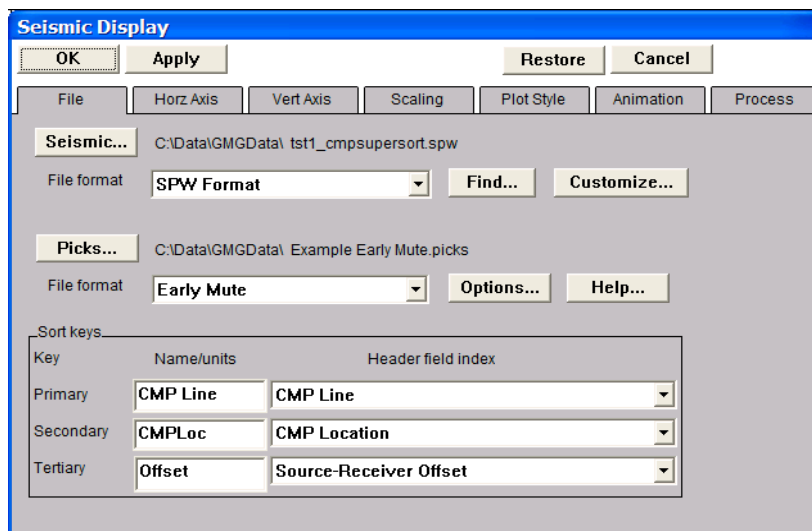 Seismic Display
OK Apply Restore Cancel
File Horz Axis Vert Axis Scaling Plot Style Animation Process
Seismic... C:\Data\GMGData\ tst1_cmpsupersort.spw
File format SPW Format Find... Customize...
Picks... C:\Data\GMGData\ Example Early Mute.picks
File format Early Mute Options... Help...
Sort keys
Key Name/units Header field index
Primary CMP Line CMP Line
Secondary CMPLoc CMP Location
Tertiary Offset Source-Receiver Offset